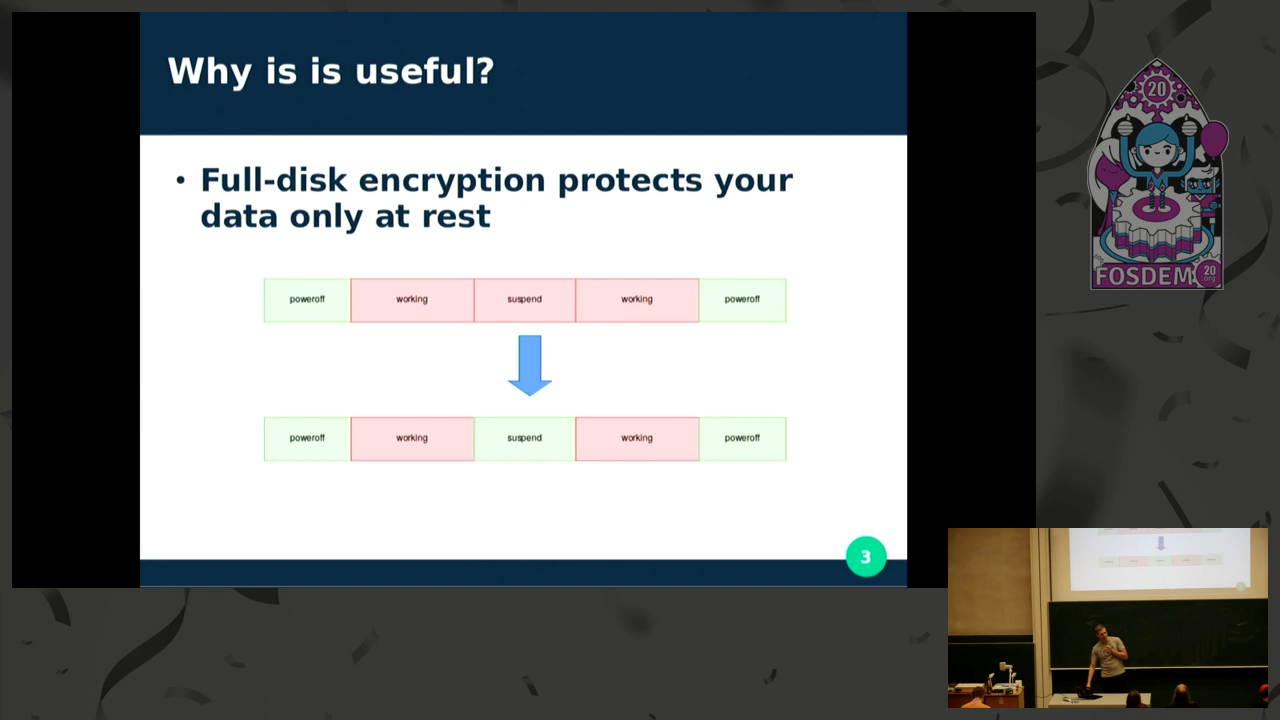 Why is is useful?
• Full-disk encryption protects your
data only at rest
poweroff working suspend working poweroff
poweroff working suspend working poweroff
3
20
FOSDEM 20
.org